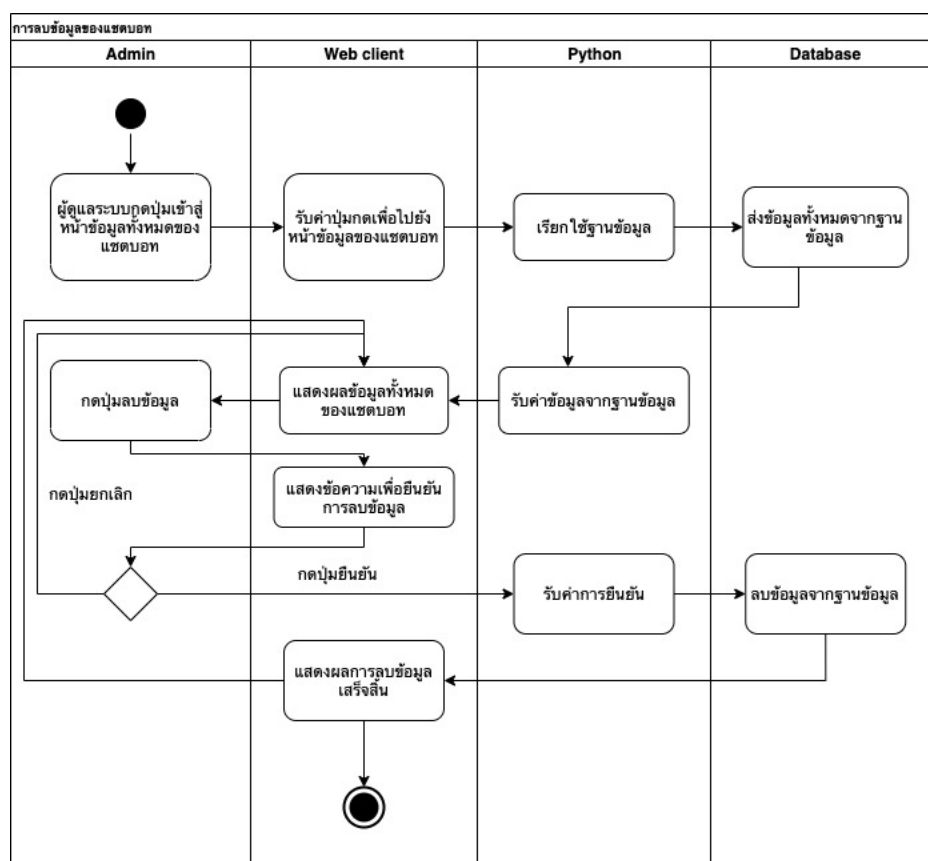 การลบข้อมูลของแชตบอท
Admin
Web client
Python
Database
ผู้ดูแลระบบกดปุ่มเข้าสู่
หน้าข้อมูลทั้งหมดของ
แชตบอท
รับค่าปุ่มกดเพื่อไปยัง
หน้าข้อมูลของแชตบอท
เรียกใช้ฐานข้อมูล
ส่งข้อมูลทั้งหมดจากฐาน
ข้อมูล
กดปุ่มลบข้อมูล
แสดงผลข้อมูลทั้งหมด
ของแชตบอท
รับค่าข้อมูลจากฐานข้อมูล
กดปุ่มยกเลิก
แสดงข้อความเพื่อยืนยัน
การลบข้อมูล
กดปุ่มยืนยัน
รับค่าการยืนยัน
ลบข้อมูลจากฐานข้อมูล
แสดงผลการลบข้อมูล
เสร็จสิ้น